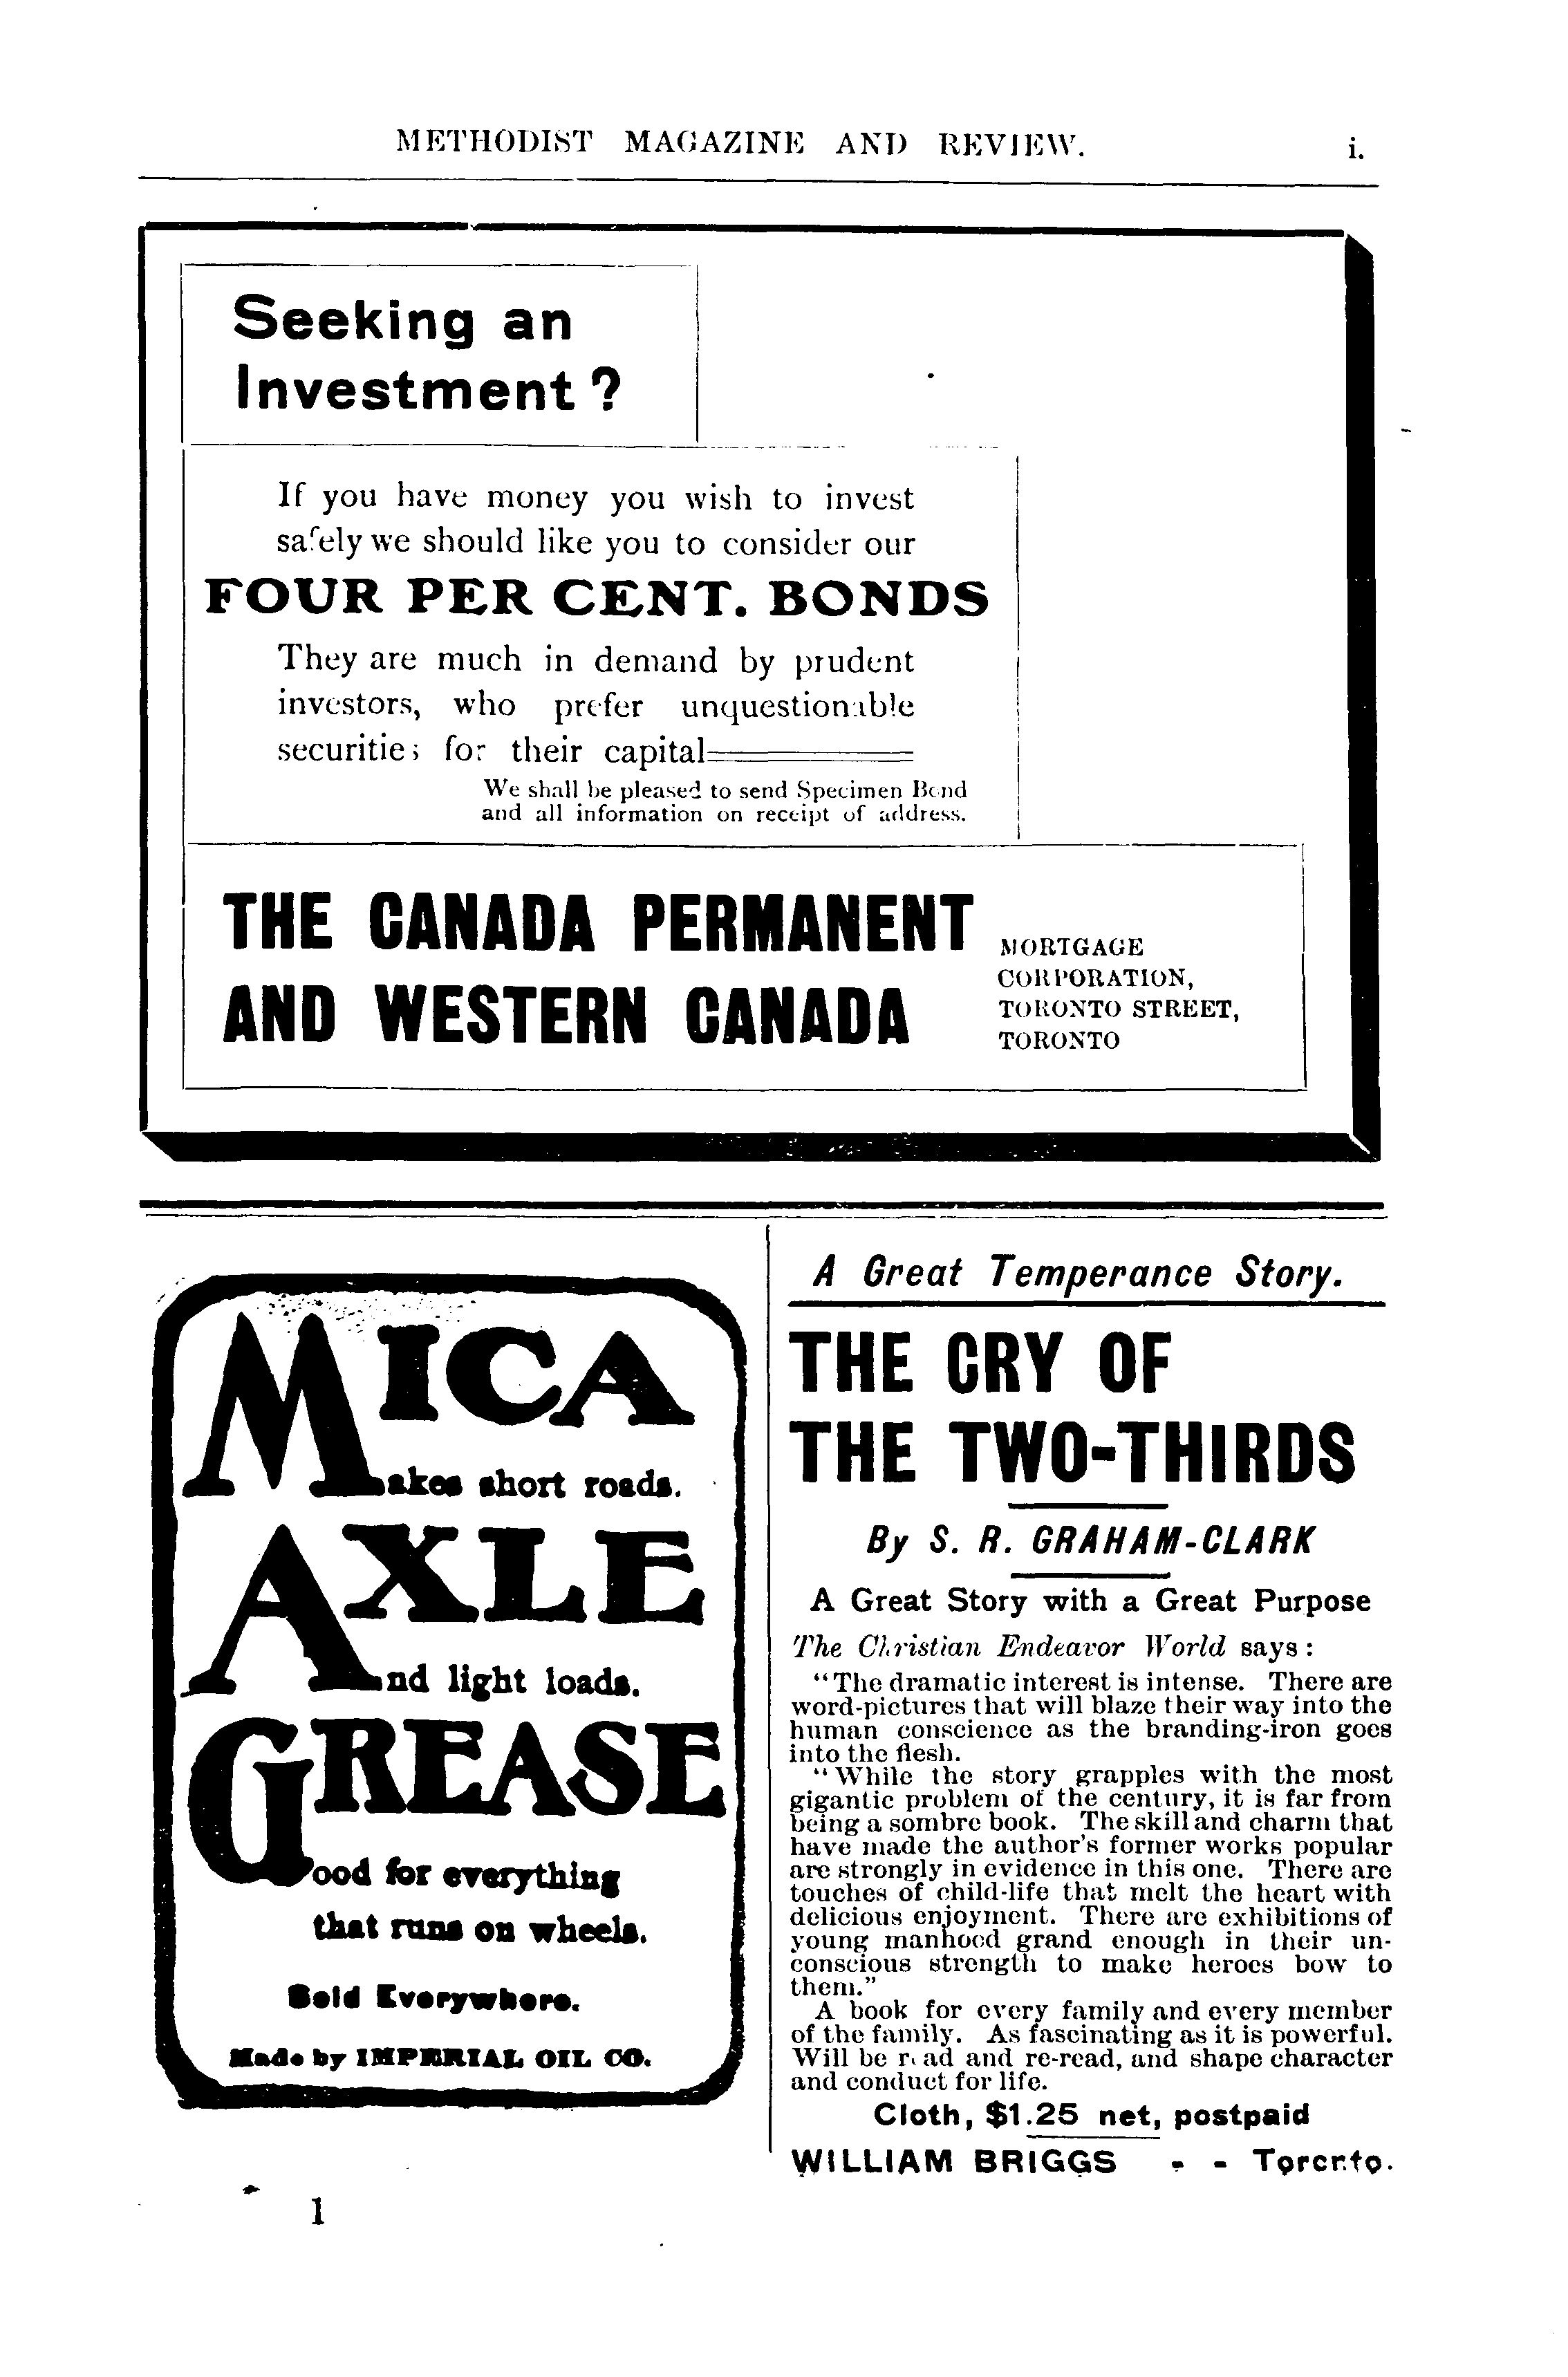 METHODIST MAGAZINE AND REVIEW. i.
Seeking an
Investment ?
If you have money you wish to invest
safely we should like you to consider our
FOUR PER CENT. BONDS
They are much in demand by prudent
investors, who prefer unquestionable
securities for their capital
We shall be pleased to send Specimen Bond
and all information on receipt of address.
THE CANADA PERMANENT
AND WESTERN CANADA
MORTGAGE
CORPORATION,
TORONTO STREET,
TORONTO
MICA
Makes short roads.
AXLE
And light loads.
GREASE
Good for everything
that runs on wheels.
Sold Everywhere.
Made by IMPERIAL OIL CO.
A Great Temperance Story.
THE CRY OF
THE TWO-THIRDS
By S. R. GRAHAM-CLARK
A Great Story with a Great Purpose
The Christian Endeavor World says :
"The dramatic interest is intense. There are
word-pictures that will blaze their way into the
human conscience as the branding-iron goes
into the flesh.
"While the story grapples with the most
gigantic problem of the century, it is far from
being a sombre book. The skill and charm that
have made the author's former works popular
are strongly in evidence in this one. There are
touches of child-life that melt the heart with
delicious enjoyment. There are exhibitions of
young manhood grand enough in their un-
conscious strength to make heroes bow to
them."
A book for every family and every member
of the family. As fascinating as it is powerful.
Will be read and re-read, and shape character
and conduct for life.
Cloth, $1.25 net, postpaid
WILLIAM BRIGGS - - Toronto.
1